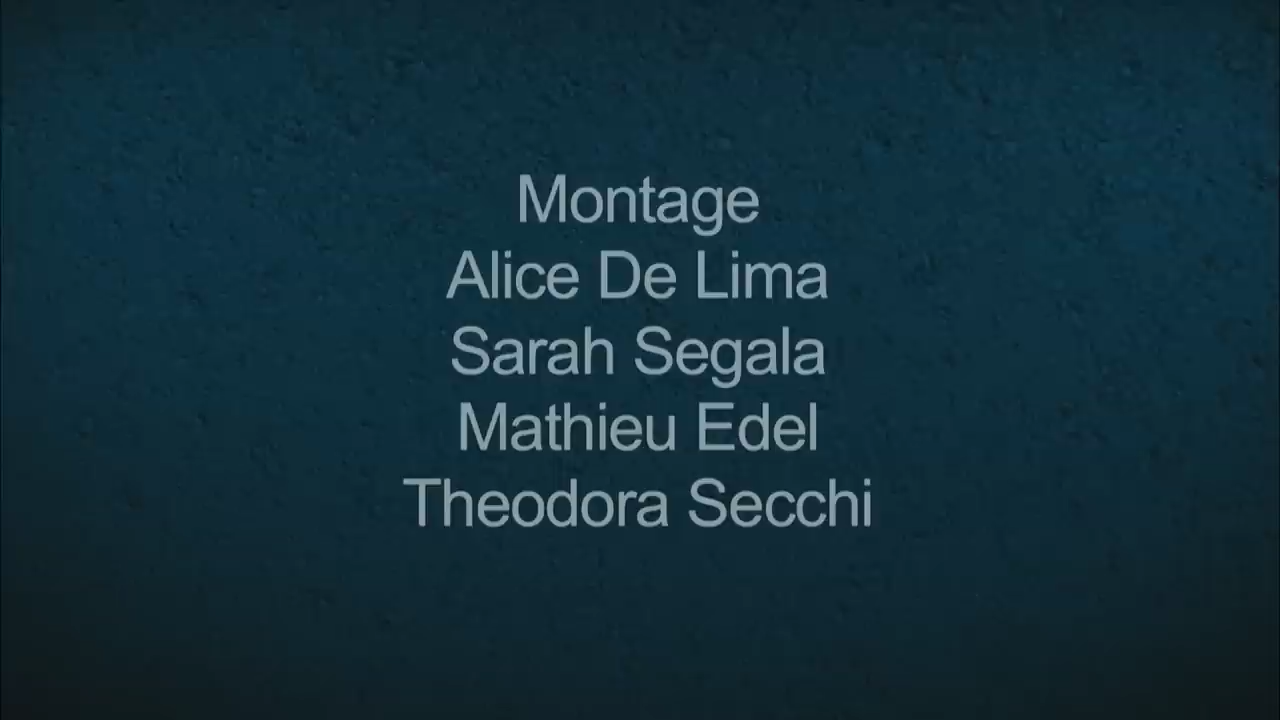 Montage
Alice De Lima
Sarah Segala
Mathieu Edel
Theodora Secchi